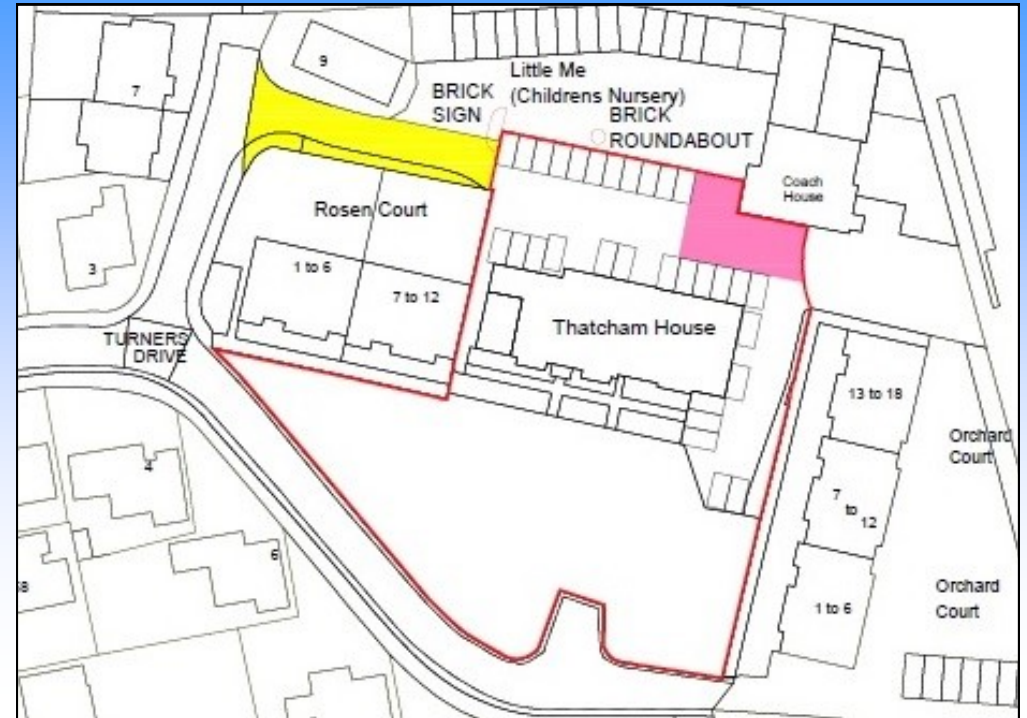 9
7
Little Me
(Childrens Nursery)
BRICK
SIGN
BRICK
ROUNDABOUT
Coach
House
Rosen Court
3
1 to 6
7 to 12
Thatcham House
TURNERS
DRIVE
13 to 18
Orchard
Court
4
7
to
12
6
58
1 to 6
Orchard
Court